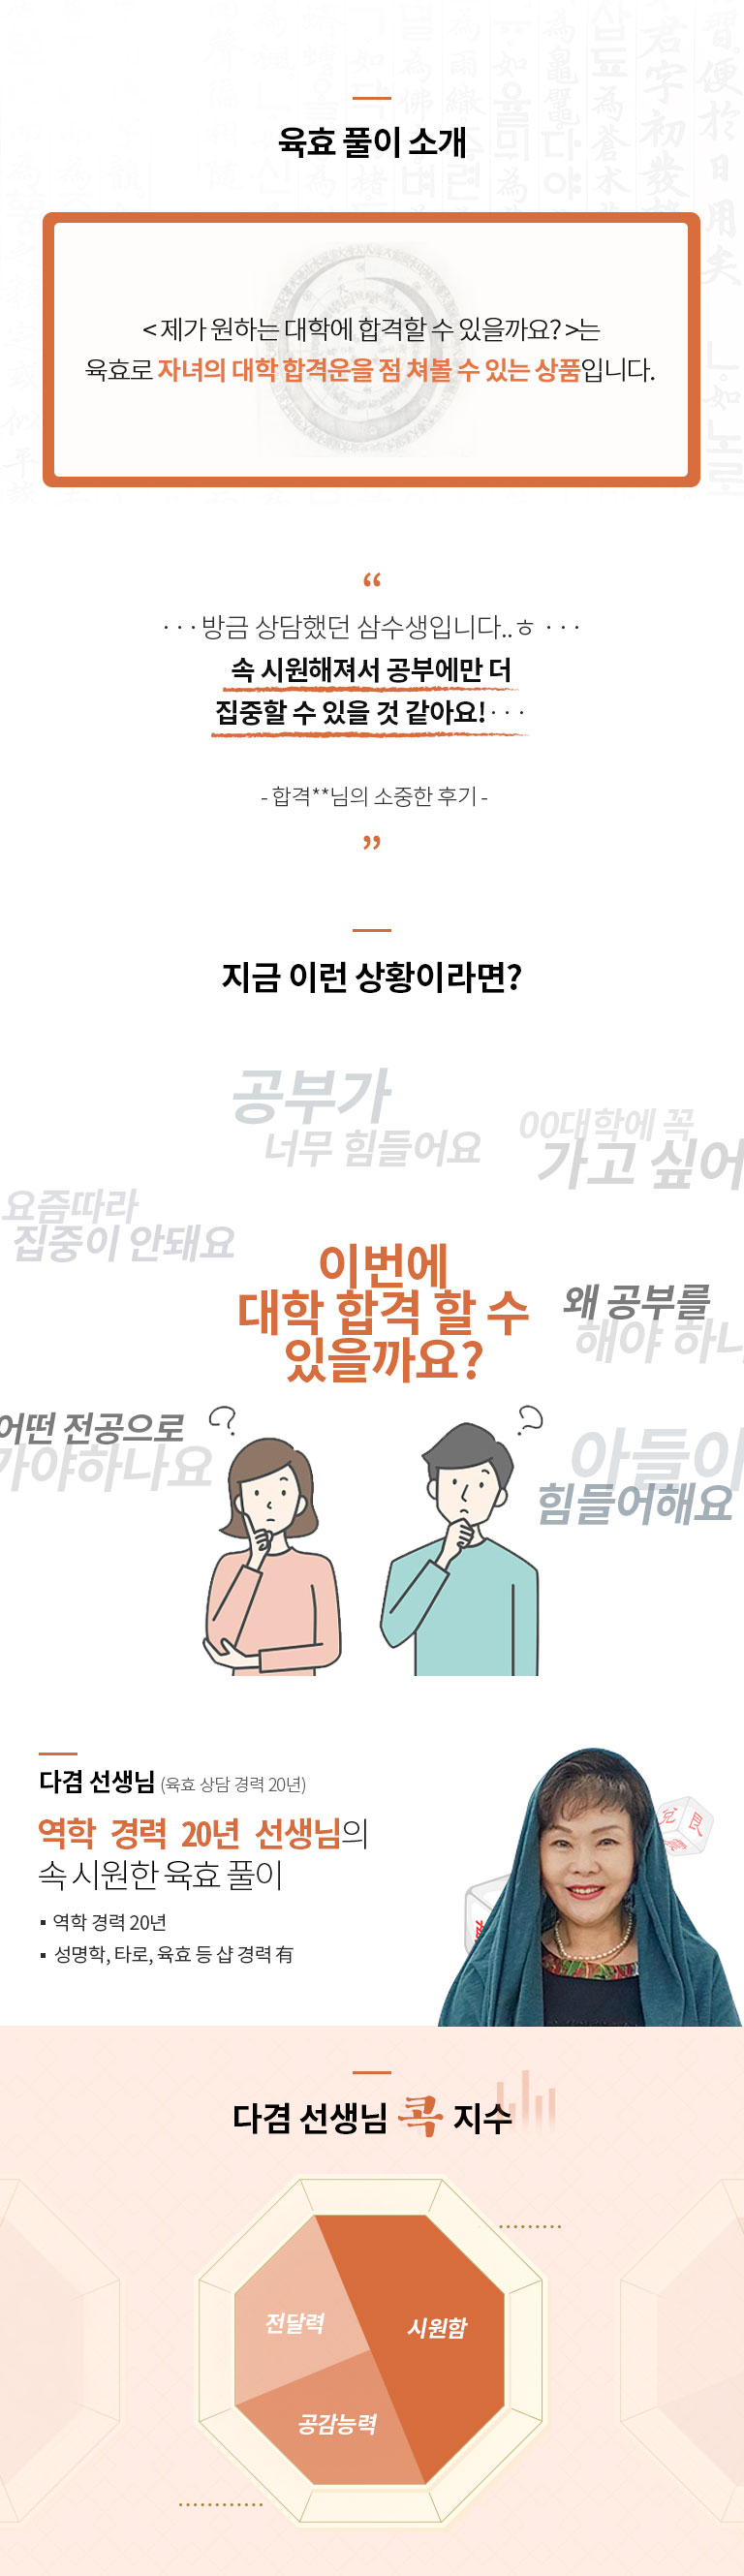 육효 풀이 소개
< 제가 원하는 대학에 합격할 수 있을까요? >는
육효로 자녀의 대학 합격운을 점 쳐볼 수 있는 상품입니다.
“
· · · 방금 상담했던 삼수생입니다..ㅎ · · ·
속 시원해져서 공부에만 더
집중할 수 있을 것 같아요! · · ·
- 합격**님의 소중한 후기 -
”
지금 이런 상황이라면?
공부가
너무 힘들어요
00대학에 꼭
가고 싶어
요즘따라
집중이 안돼요
이번에
대학 합격 할 수
있을까요?
왜 공부를
해야 하나
어떤 전공으로
가야하나요
아들이
힘들어해요
다겸 선생님 (육효 상담 경력 20년)
역학 경력 20년 선생님의
속 시원한 육효 풀이
▪ 역학 경력 20년
▪ 성명학, 타로, 육효 등 샵 경력 有
兌 艮
다겸 선생님 콕 지수
전달력
시원함
공감능력